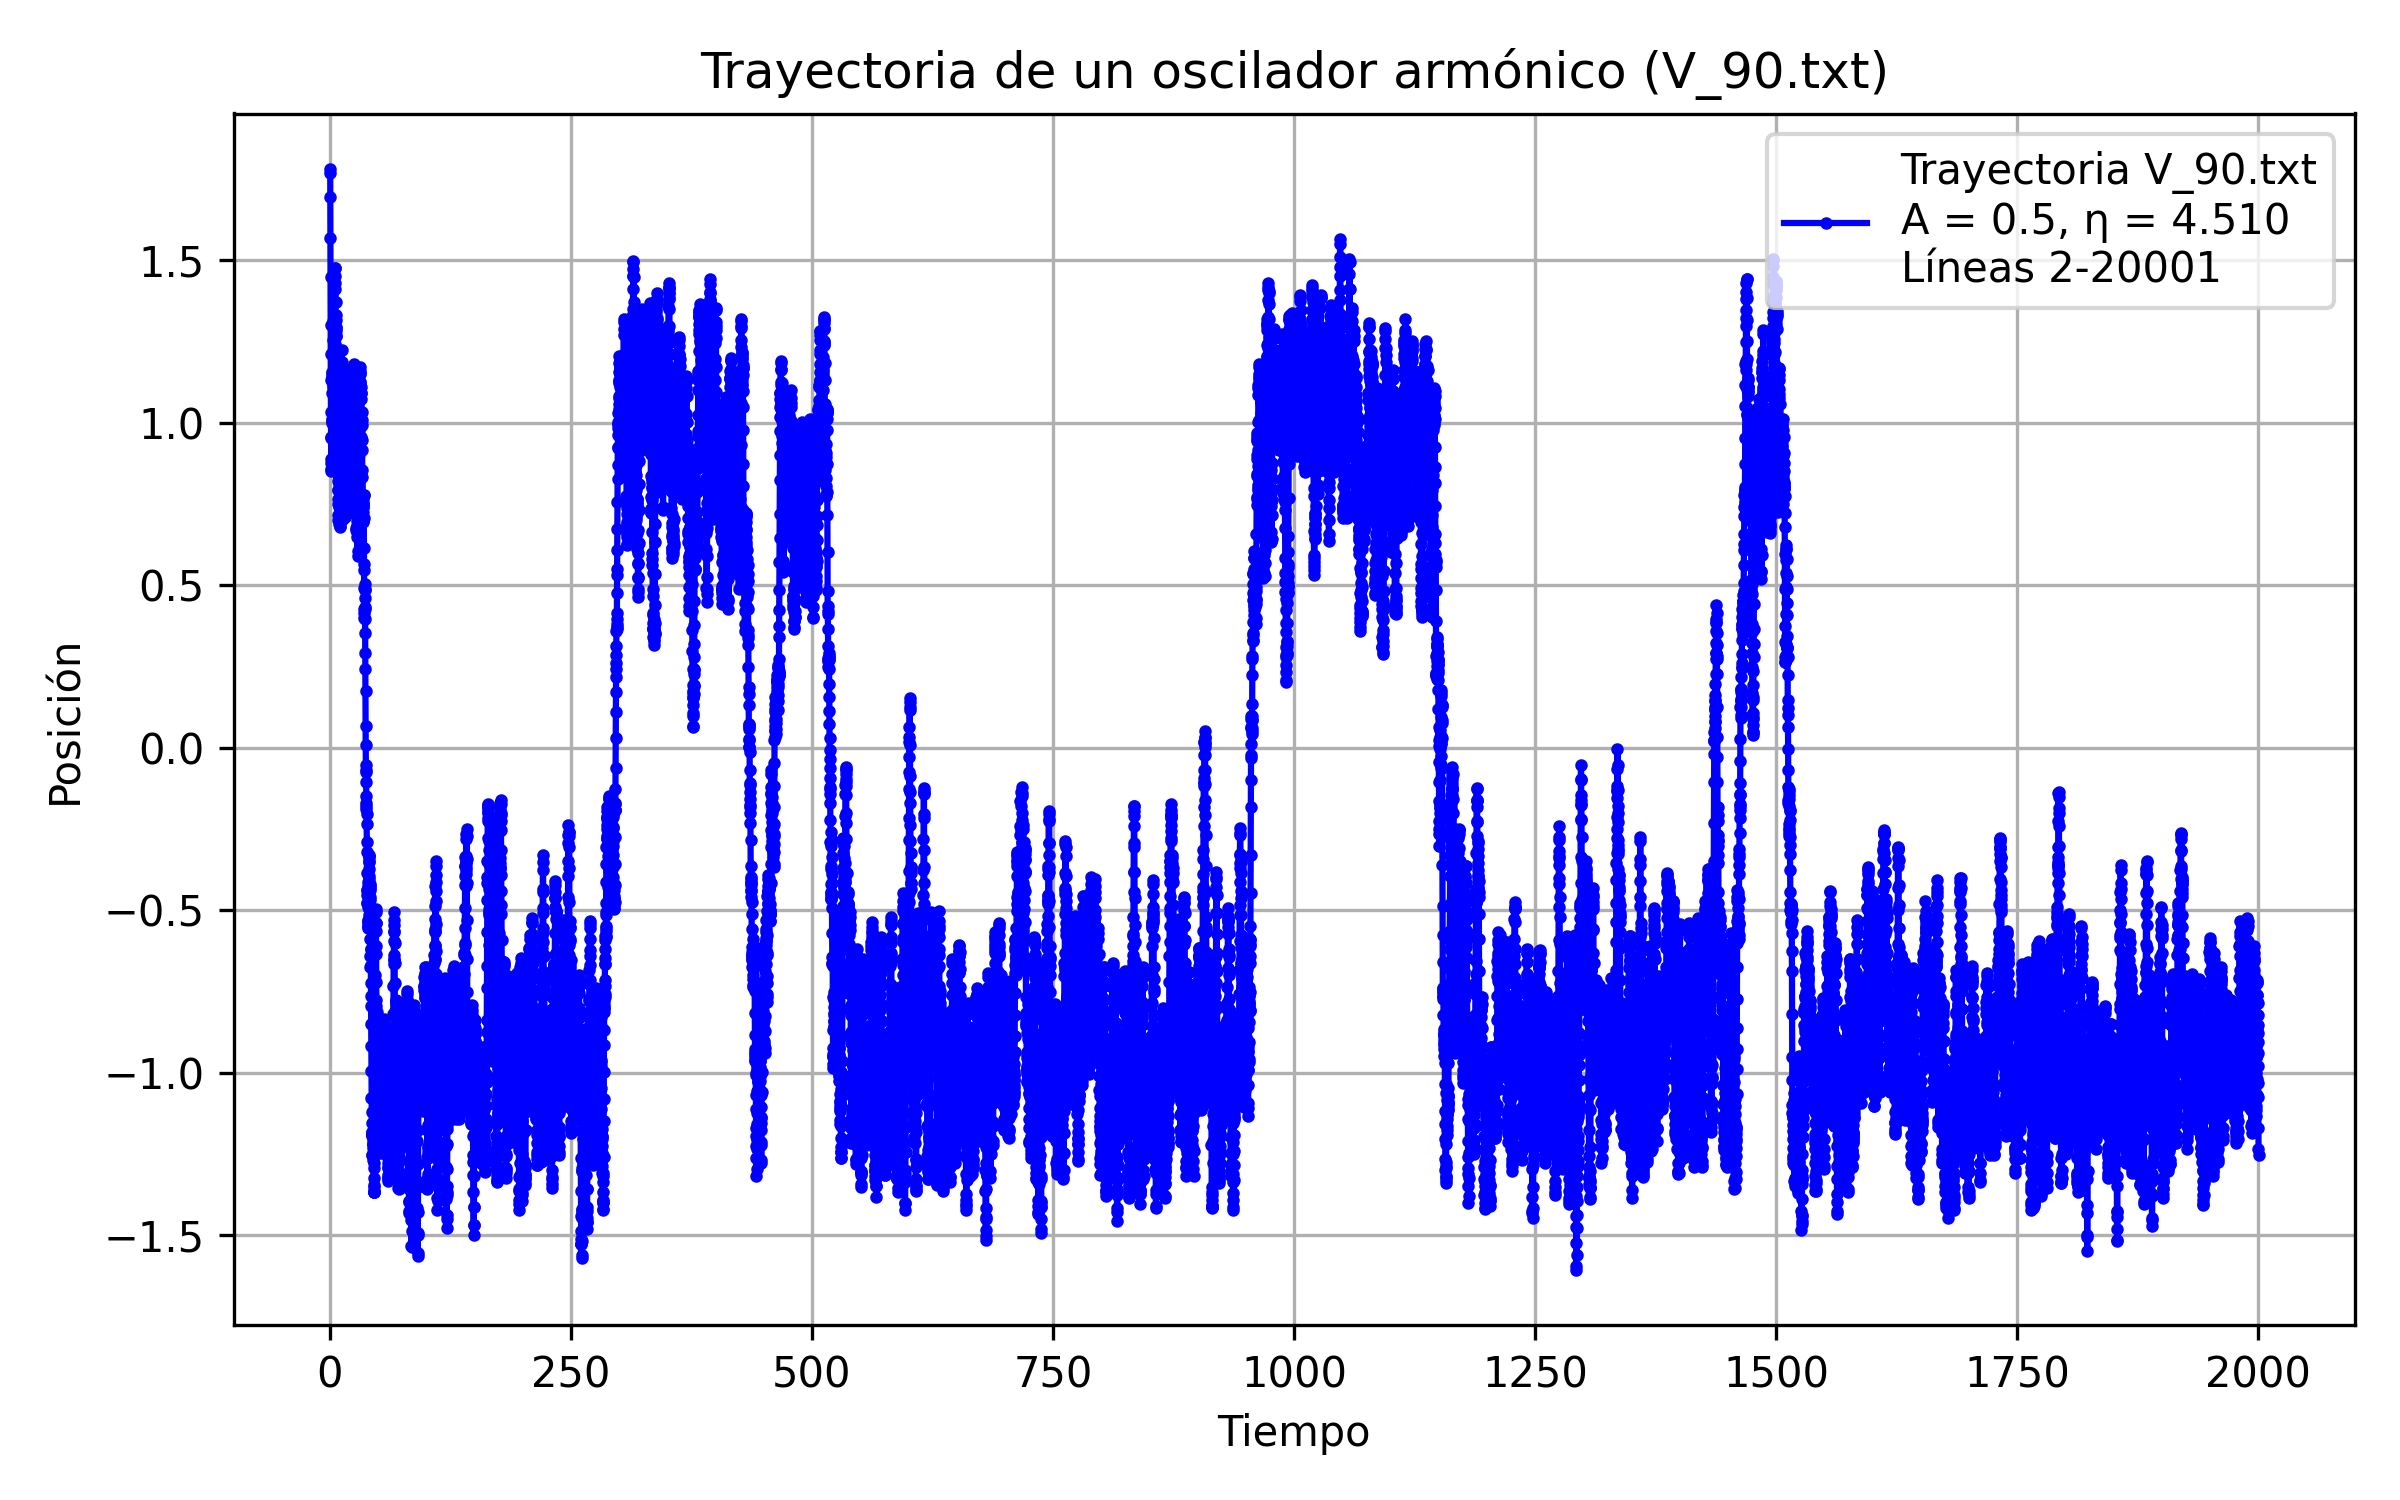 Trayectoria de un oscilador armónico (V_90.txt)
Trayectoria V_90.txt
A = 0.5, η = 4.510
Líneas 2-20001
Posición
1.5
1.0
0.5
0.0
−0.5
−1.0
−1.5
0
250
500
750
1000
1250
1500
1750
2000
Tiempo